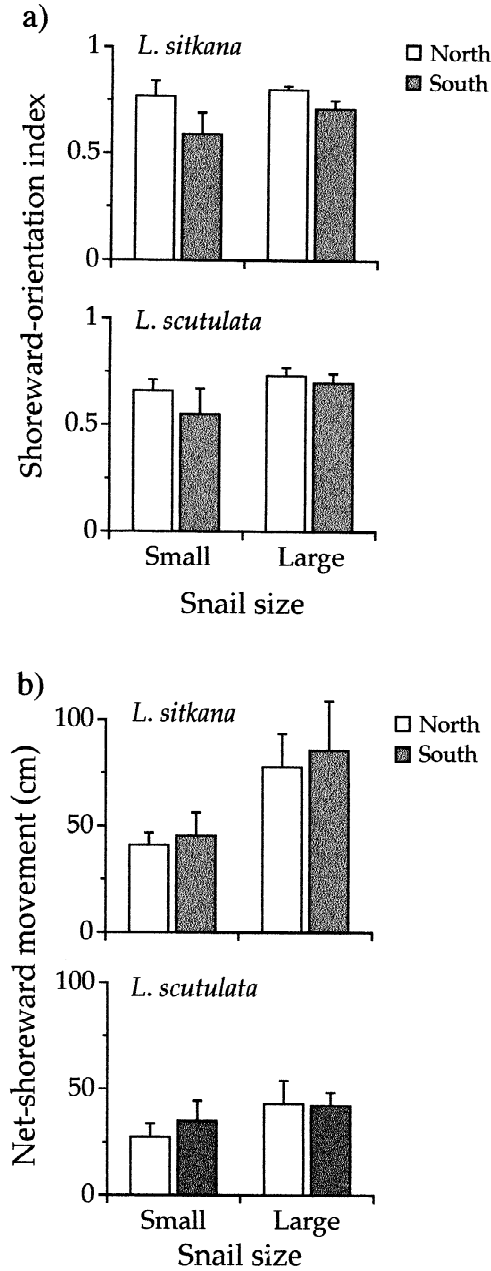 a)
L. sitkana
North
South
1
0.5
0
Shoreward-orientation index
L. scutulata
1
0.5
0
Small Large
Snail size
b)
L. sitkana
North
South
100
50
0
Net-shoreward movement (cm)
L. scutulata
100
50
0
Small Large
Snail size